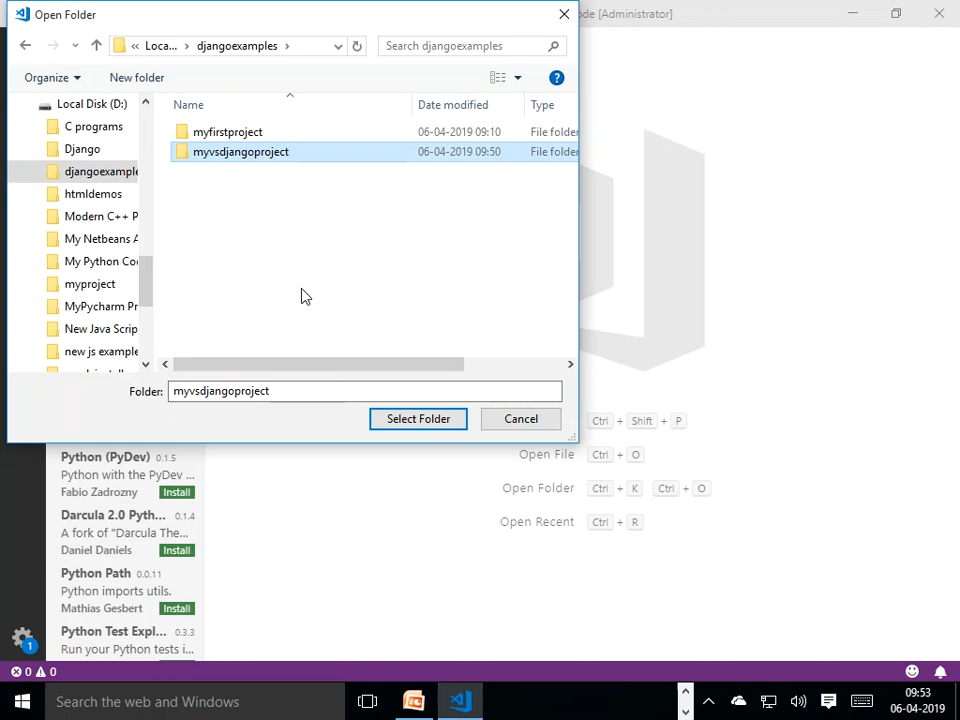 Open Folder
ode [Administrator]
« Loca... › djangoexamples ›
Search djangoexamples
Organize
New folder
Name
Date modified
Type
Local Disk (D:)
C programs
Django
djangoexample
htmldemos
Modern C++ P
My Netbeans A
My Python Co
myproject
MyPycharm Pr
New Java Scrip
new js example
myfirstproject
06-04-2019 09:10
File folder
myvsdjangoproject
06-04-2019 09:50
File folder
Folder:
myvsdjangoproject
Select Folder
Cancel
Ctrl + Shift + P
Open File
Ctrl + O
Open Folder
Ctrl + K Ctrl + O
Open Recent
Ctrl + R
Python (PyDev) 0.1.5
Python with the PyDev ...
Fabio Zadrozny
Install
Darcula 2.0 Pyth... 0.1.4
A fork of "Darcula The...
Daniel Daniels
Install
Python Path 0.0.11
Python imports utils.
Mathias Gesbert
Install
Python Test Expl... 0.3.3
Run your Python tests i...
1
0 0
Search the web and Windows
09:53
06-04-2019